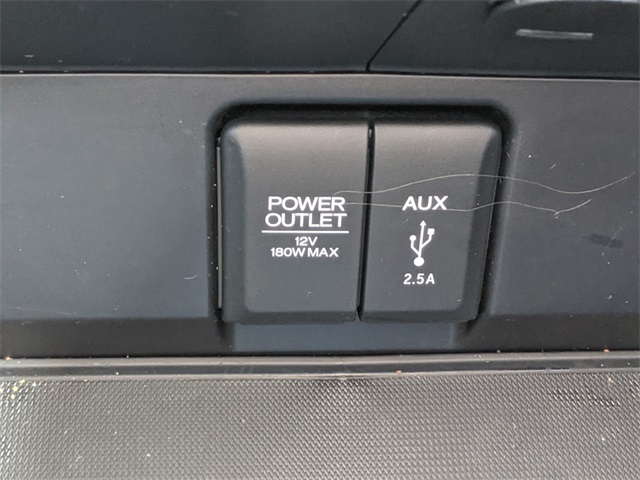 POWER
OUTLET
12V
180W MAX
AUX
2.5A